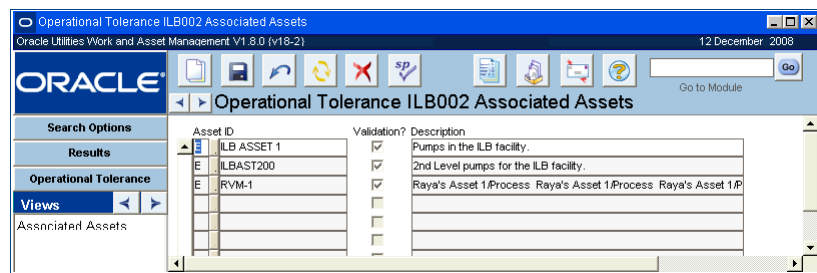 Operational Tolerance ILB002 Associated Assets
Oracle Utilities Work and Asset Management V1.8.0 {v18-2} 12 December 2008
ORACLE
sp
Go
Go to Module
Operational Tolerance ILB002 Associated Assets
Search Options
Results
Operational Tolerance
Views
Associated Assets
Asset ID Validation? Description
E ILB ASSET 1 Pumps in the ILB facility.
E ILBAST200 2nd Level pumps for the ILB facility.
E RVM-1 Raya's Asset 1/Process Raya's Asset 1/Process Raya's Asset 1/P